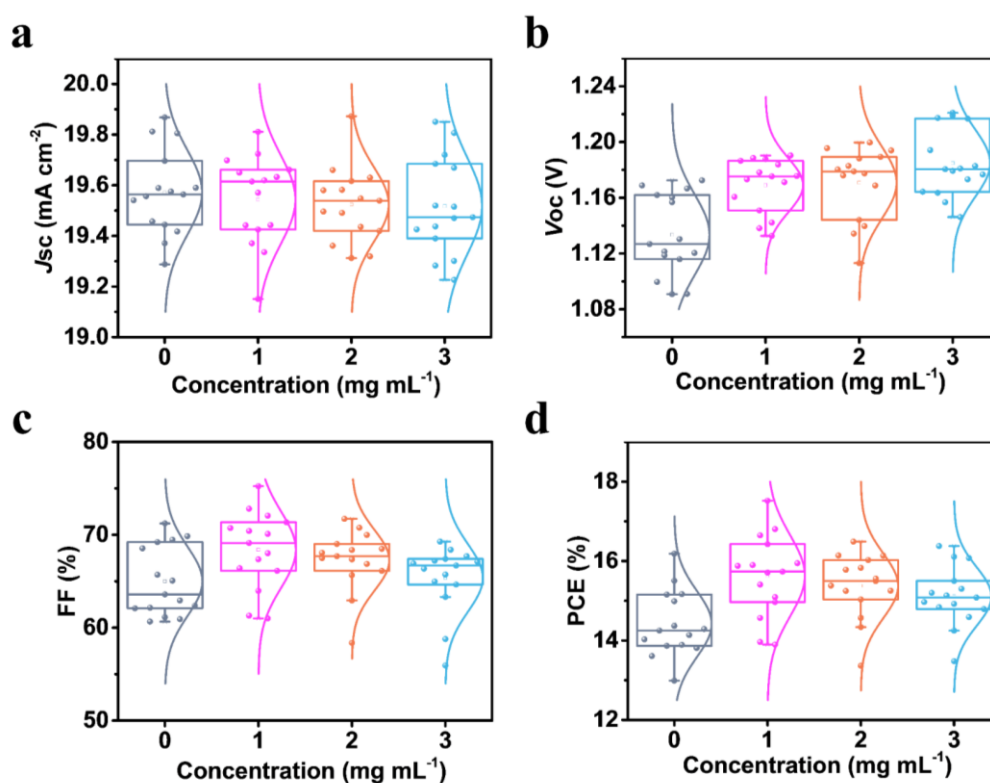 a
20.0
19.8
19.6
19.4
19.2
19.0
Jsc (mA cm⁻²)
0 1 2 3
Concentration (mg mL⁻¹)
b
1.24
1.20
1.16
1.12
1.08
Voc (V)
0 1 2 3
Concentration (mg mL⁻¹)
c
80
70
60
50
FF (%)
0 1 2 3
Concentration (mg mL⁻¹)
d
18
16
14
12
PCE (%)
0 1 2 3
Concentration (mg mL⁻¹)